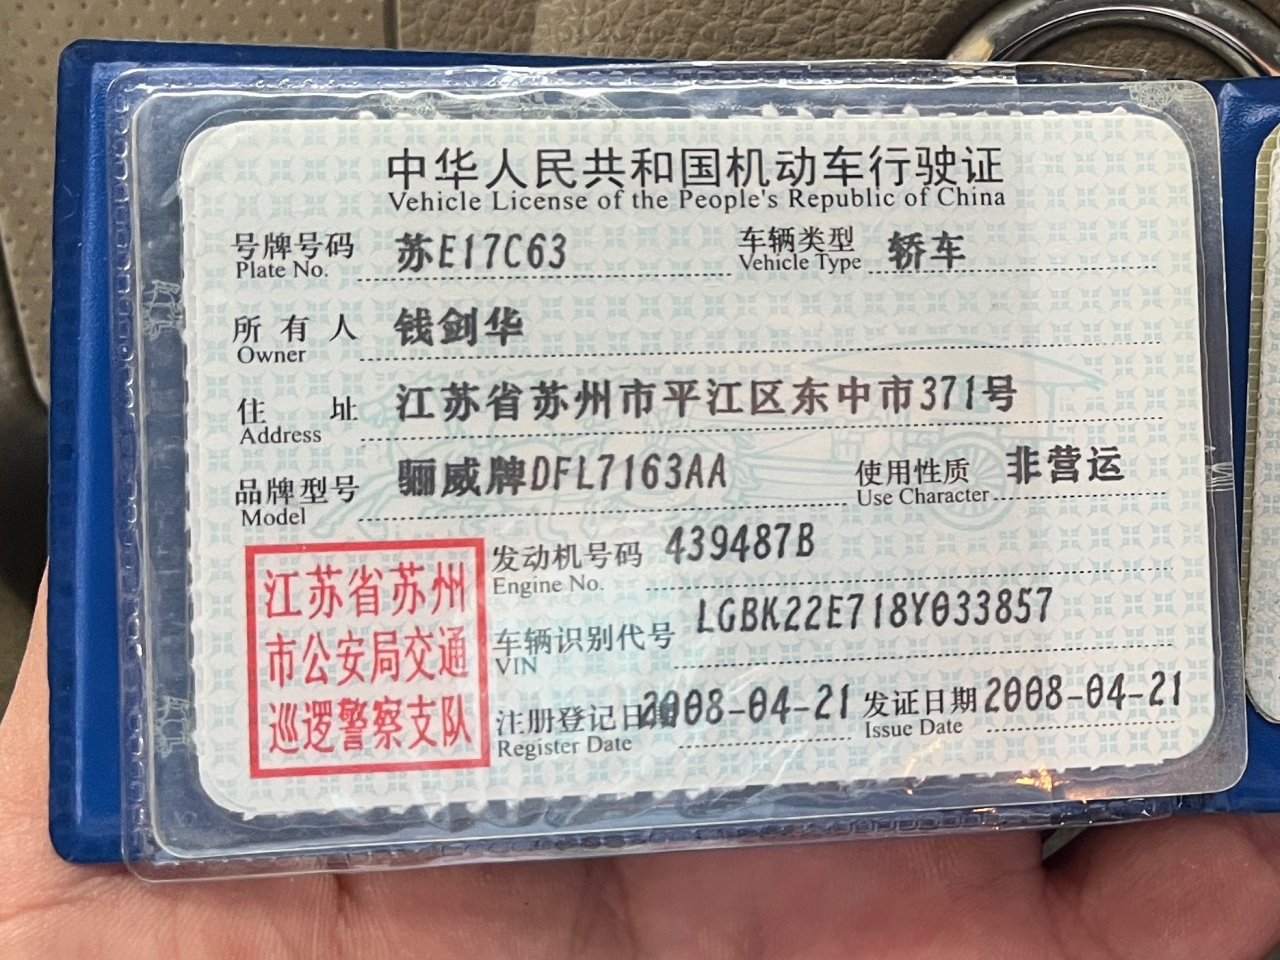 中华人民共和国机动车行驶证
Vehicle License of the People's Republic of China
号牌号码 苏E17C63 车辆类型 轿车
Plate No. Vehicle Type
所有人 钱剑华
Owner
住址 江苏省苏州市平江区东中市371号
Address
品牌型号 骊威牌DFL7163AA 使用性质 非营运
Model Use Character
发动机号码 439487B
Engine No.
车辆识别代号 LGBK22E718Y033857
VIN
注册登记日期 2008-04-21 发证日期 2008-04-21
Register Date Issue Date
江苏省苏州
市公安局交通
巡逻警察支队